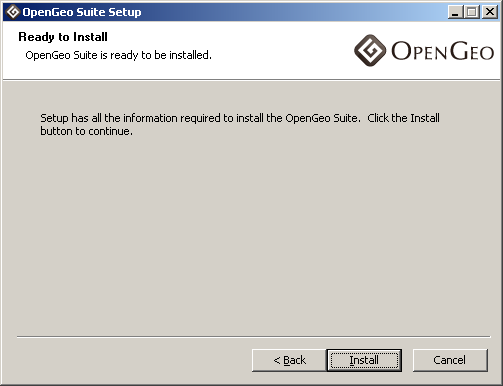 OpenGeo Suite Setup
Ready to Install
OpenGeo Suite is ready to be installed.
OPENGEO
Setup has all the information required to install the OpenGeo Suite. Click the Install
button to continue.
< Back
Install
Cancel